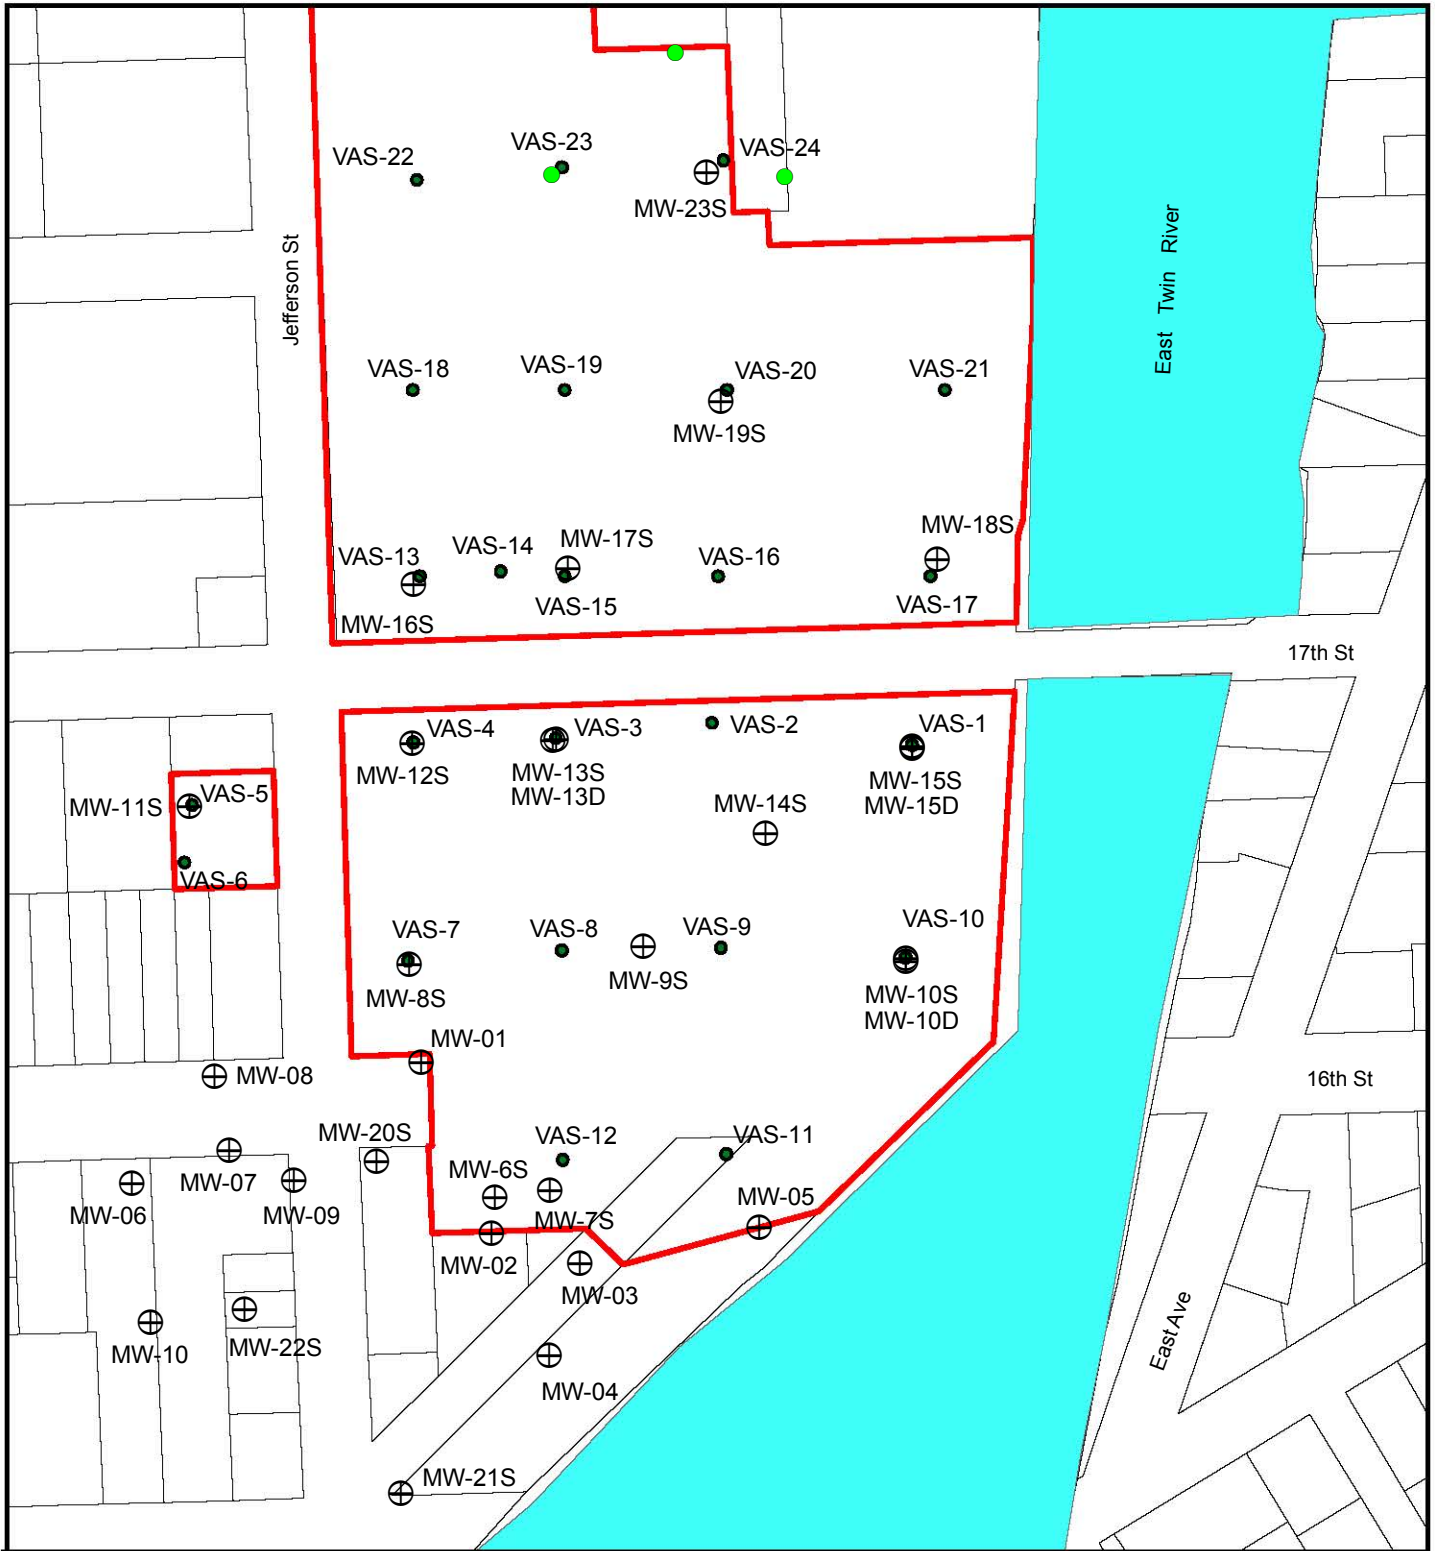 VAS-23
VAS-22
VAS-24
MW-23S
Jefferson St
East Twin River
VAS-18
VAS-19
VAS-20
VAS-21
MW-19S
MW-18S
VAS-13
VAS-14
MW-17S
VAS-16
VAS-15
VAS-17
MW-16S
17th St
VAS-4
VAS-3
VAS-2
VAS-1
MW-12S
MW-13S
MW-13D
MW-15S
MW-15D
MW-11S
VAS-5
MW-14S
VAS-6
VAS-7
VAS-8
VAS-9
VAS-10
MW-9S
MW-8S
MW-10S
MW-10D
MW-01
MW-08
16th St
MW-20S
VAS-12
VAS-11
MW-6S
MW-07
MW-09
MW-06
MW-7S
MW-05
MW-02
MW-03
East Ave
MW-10
MW-22S
MW-04
MW-21S